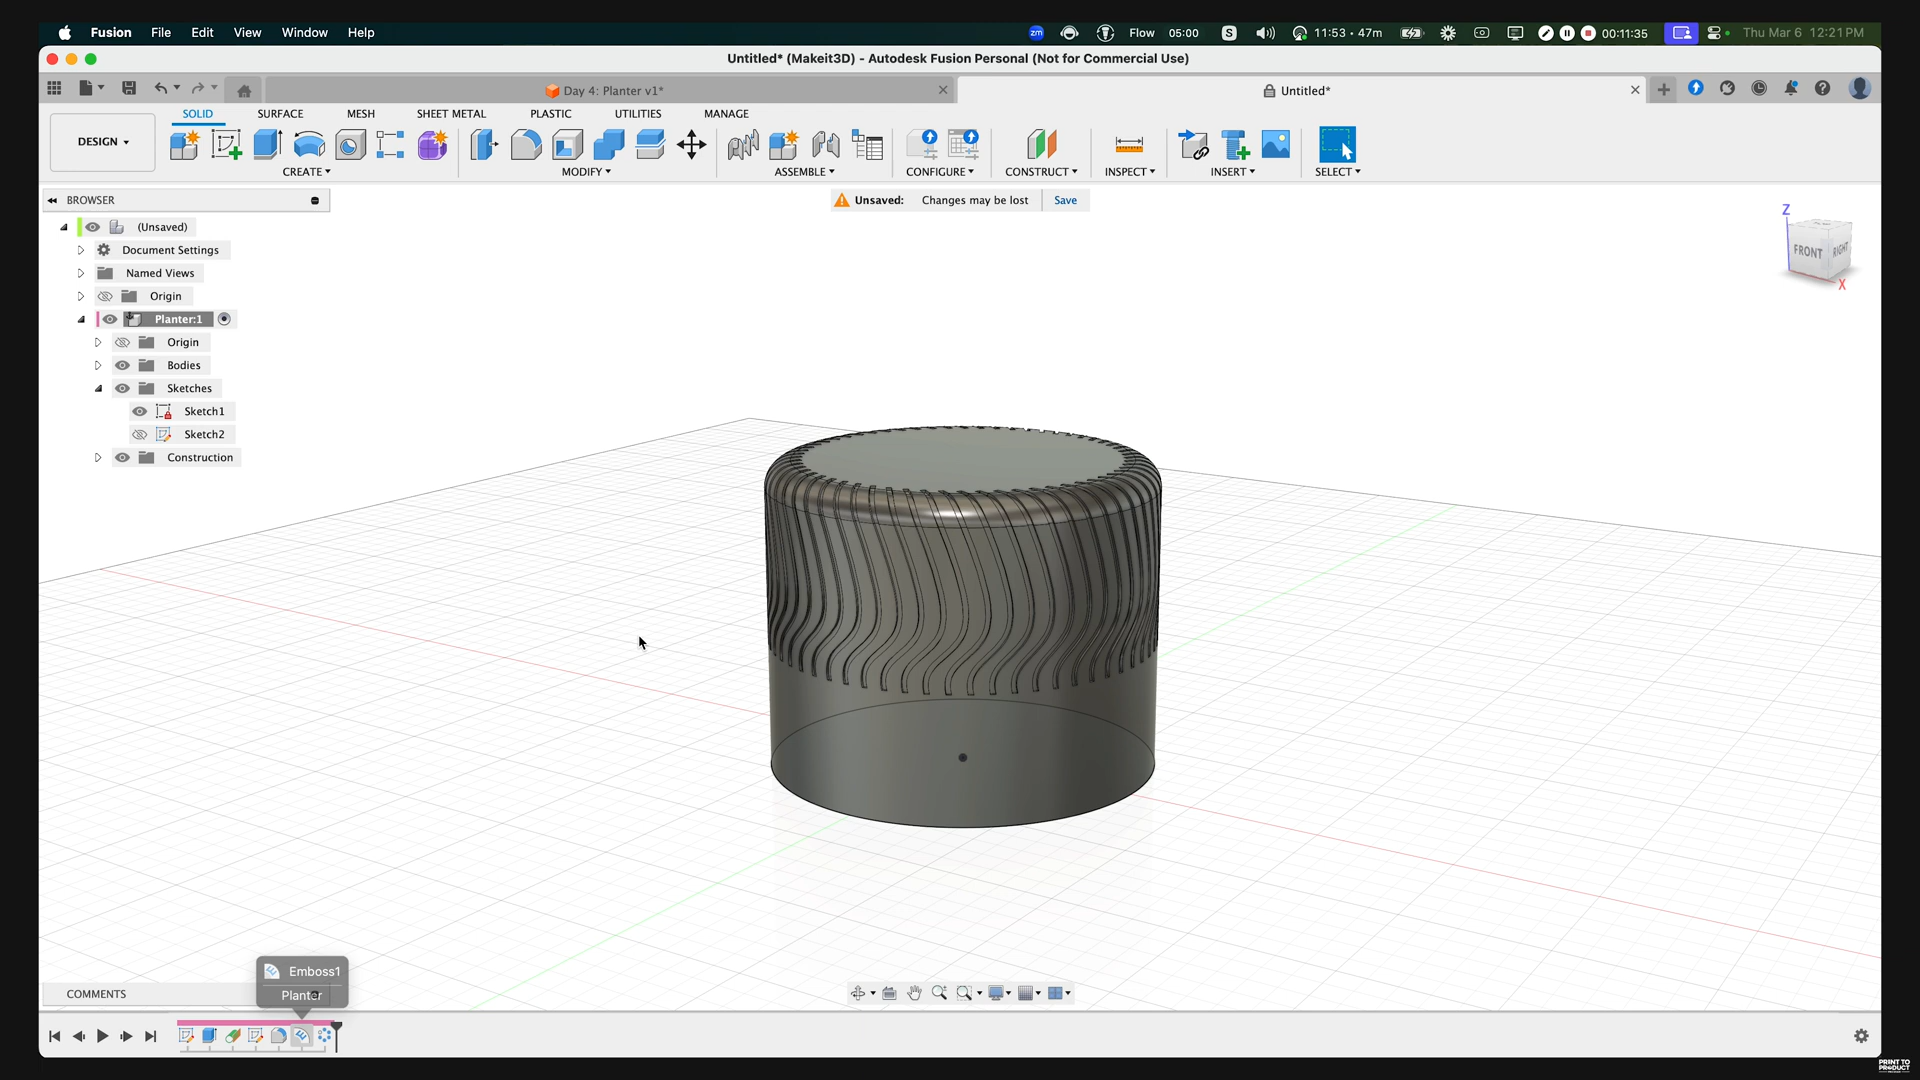 Fusion File Edit View Window Help
zm Flow 05:00 S 11:53 • 47m 00:11:35 Thu Mar 6 12:21 PM
Untitled* (Makeit3D) - Autodesk Fusion Personal (Not for Commercial Use)
Day 4: Planter v1*
Untitled*
SOLID SURFACE MESH SHEET METAL PLASTIC UTILITIES MANAGE
DESIGN
CREATE MODIFY ASSEMBLE CONFIGURE CONSTRUCT INSPECT INSERT SELECT
BROWSER
Unsaved: Changes may be lost Save
(Unsaved)
Document Settings
Named Views
Origin
Planter:1
Origin
Bodies
Sketches
Sketch1
Sketch2
Construction
Z
FRONT RIGHT
X
Emboss1
Planter
COMMENTS
PRINT TO
PRODUCT